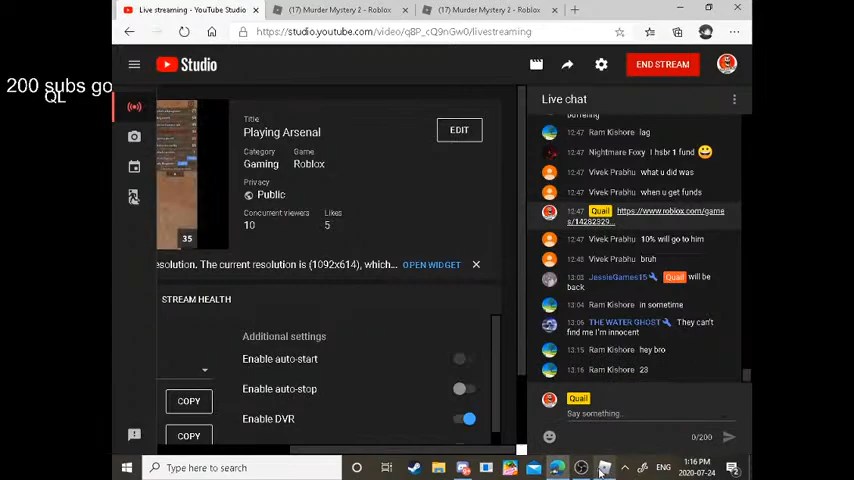 Live streaming - YouTube Studio
(17) Murder Mystery 2 - Roblox
(17) Murder Mystery 2 - Roblox
https://studio.youtube.com/video/q8P_cQ9nGw0/livestreaming
Studio
END STREAM
200 subs go
QL
Title
Playing Arsenal
EDIT
Category
Game
Gaming
Roblox
Privacy
Public
Concurrent viewers
Likes
10
5
35
esolution. The current resolution is (1092x614), whic...
OPEN WIDGET
STREAM HEALTH
Additional settings
Enable auto-start
Enable auto-stop
Enable DVR
COPY
COPY
Live chat
buffering
12:47 Ram Kishore lag
12:47 Nightmare Foxy I hsbr 1 fund
12:47 Vivek Prabhu what u did was
12:47 Vivek Prabhu when u get funds
12:47 Quail https://www.roblox.com/game
s/14282329...
12:47 Vivek Prabhu 10% will go to him
12:48 Vivek Prabhu bruh
13:03 JessieGames15 Quail will be
back
13:04 Ram Kishore in sometime
13:06 THE WATER GHOST They can't
find me I'm innocent
13:15 Ram Kishore hey bro
13:16 Ram Kishore 23
Quail
Say something...
0/200
Type here to search
ENG
1:16 PM
2020-07-24
2